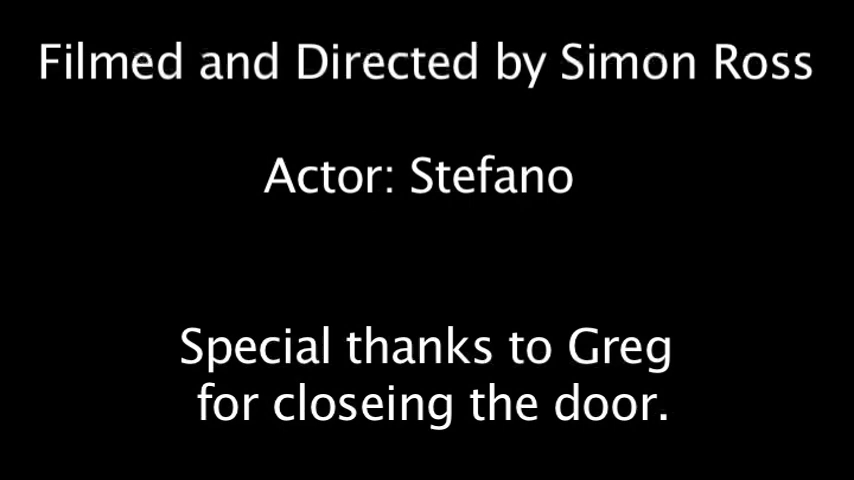 Filmed and Directed by Simon Ross
Actor: Stefano
Special thanks to Greg
for closeing the door.